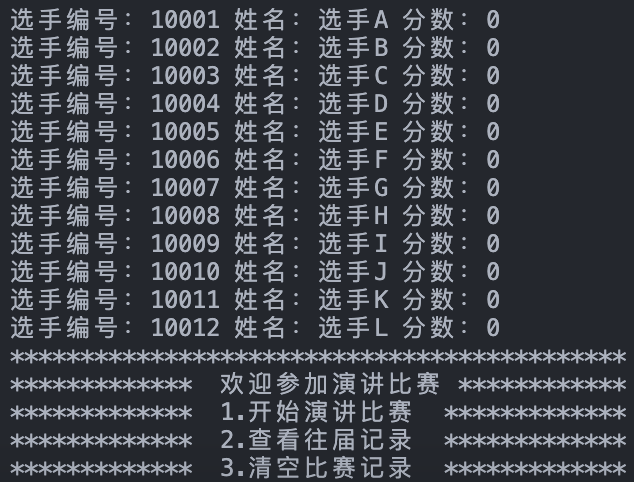 选手编号：10001 姓名：选手A 分数：0
选手编号：10002 姓名：选手B 分数：0
选手编号：10003 姓名：选手C 分数：0
选手编号：10004 姓名：选手D 分数：0
选手编号：10005 姓名：选手E 分数：0
选手编号：10006 姓名：选手F 分数：0
选手编号：10007 姓名：选手G 分数：0
选手编号：10008 姓名：选手H 分数：0
选手编号：10009 姓名：选手I 分数：0
选手编号：10010 姓名：选手J 分数：0
选手编号：10011 姓名：选手K 分数：0
选手编号：10012 姓名：选手L 分数：0
********************************************
*************  欢迎参加演讲比赛 ************
*************  1.开始演讲比赛  *************
*************  2.查看往届记录  *************
*************  3.清空比赛记录  *************